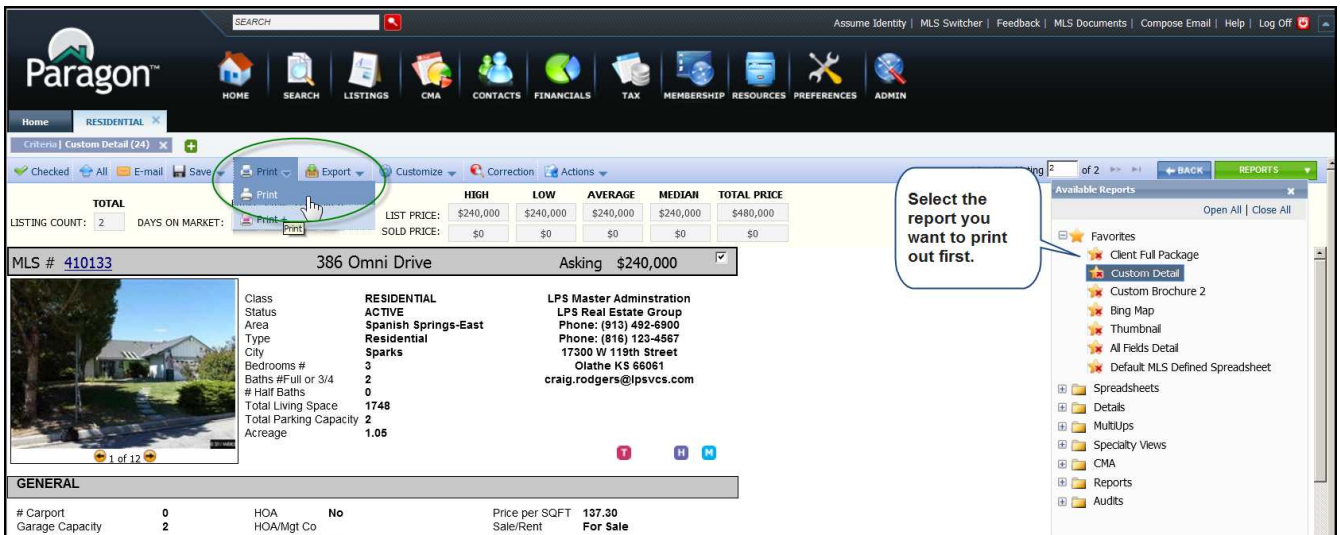 SEARCH
Assume Identity | MLS Switcher | Feedback | MLS Documents | Compose Email | Help | Log Off
Paragon™
HOME SEARCH LISTINGS CMA CONTACTS FINANCIALS TAX MEMBERSHIP RESOURCES PREFERENCES ADMIN
Home RESIDENTIAL
Criteria | Custom Detail (24)
Checked All E-mail Save Print Export Customize Correction Actions 2 of 2 BACK REPORTS
Print
Print +
Print
TOTAL HIGH LOW AVERAGE MEDIAN TOTAL PRICE
LISTING COUNT: 2 DAYS ON MARKET: LIST PRICE: $240,000 $240,000 $240,000 $240,000 $480,000
SOLD PRICE: $0 $0 $0 $0 $0
Select the
report you
want to print
out first.
Available Reports
Open All | Close All
Favorites
Client Full Package
Custom Detail
Custom Brochure 2
Bing Map
Thumbnail
All Fields Detail
Default MLS Defined Spreadsheet
Spreadsheets
Details
MultiUps
Specialty Views
CMA
Reports
Audits
MLS # 410133 386 Omni Drive Asking $240,000
Class RESIDENTIAL
Status ACTIVE
Area Spanish Springs-East
Type Residential
City Sparks
Bedrooms # 3
Baths #Full or 3/4 2
# Half Baths 0
Total Living Space 1748
Total Parking Capacity 2
Acreage 1.05
LPS Master Adminstration
LPS Real Estate Group
Phone: (913) 492-6900
Phone: (816) 123-4567
17300 W 119th Street
Olathe KS 66061
craig.rodgers@lpsvcs.com
1 of 12
T H M
GENERAL
# Carport 0 HOA No Price per SQFT 137.30
Garage Capacity 2 HOA/Mgt Co Sale/Rent For Sale